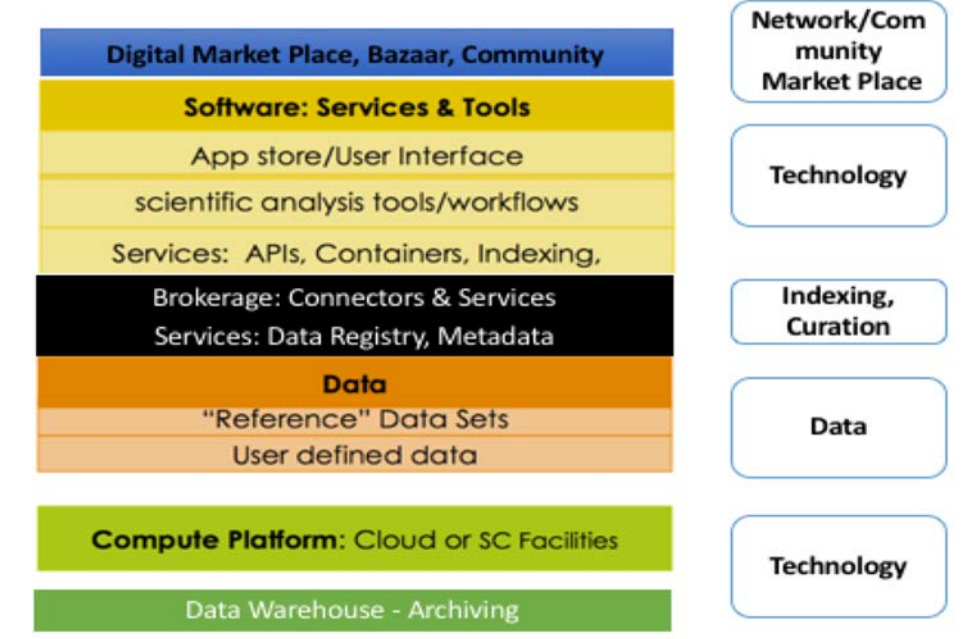 Digital Market Place, Bazaar, Community
Software: Services & Tools
App store/User Interface
scientific analysis tools/workflows
Services: APIs, Containers, Indexing,
Brokerage: Connectors & Services
Services: Data Registry, Metadata
Data
“Reference” Data Sets
User defined data
Compute Platform: Cloud or SC Facilities
Data Warehouse - Archiving
Network/Com
munity
Market Place
Technology
Indexing,
Curation
Data
Technology